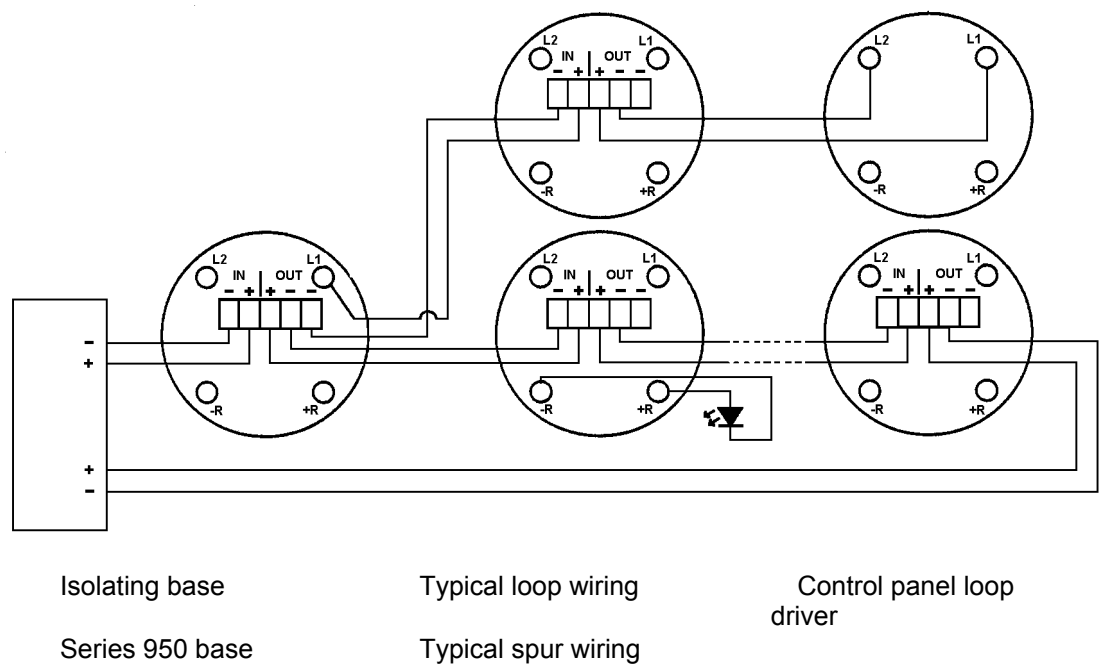 L2 IN OUT L1
- + + - -
-R +R
L2 L1
-R +R
L2 IN OUT L1
- + + - -
-R +R
L2 IN OUT L1
- + + - -
-R +R
L2 IN OUT L1
- + + - -
-R +R
-
+
+
-
Isolating base
Typical loop wiring
Control panel loop
driver
Series 950 base
Typical spur wiring